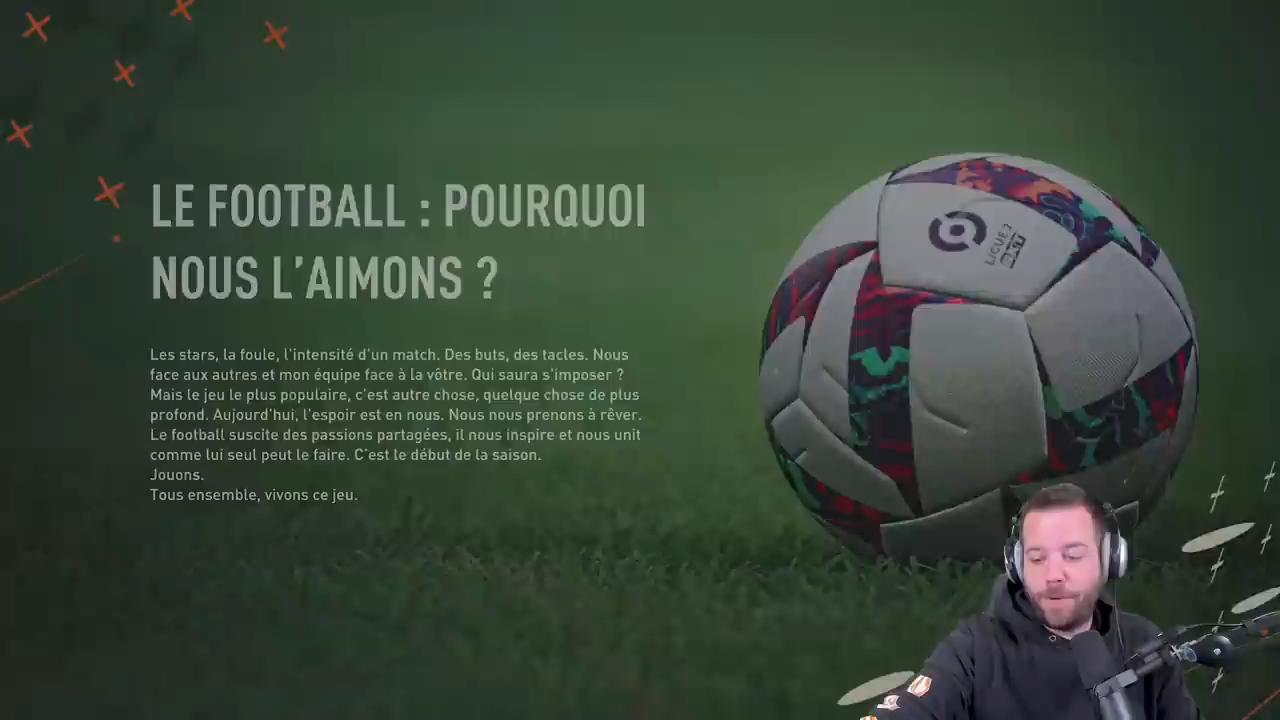 LE FOOTBALL : POURQUOI
NOUS L'AIMONS ?
Les stars, la foule, l'intensité d'un match. Des buts, des tacles. Nous
face aux autres et mon équipe face à la vôtre. Qui saura s'imposer ?
Mais le jeu le plus populaire, c'est autre chose, quelque chose de plus
profond. Aujourd'hui, l'espoir est en nous. Nous nous prenons à rêver.
Le football suscite des passions partagées, il nous inspire et nous unit
comme lui seul peut le faire. C'est le début de la saison.
Jouons.
Tous ensemble, vivons ce jeu.
LIGUE 2
BKT